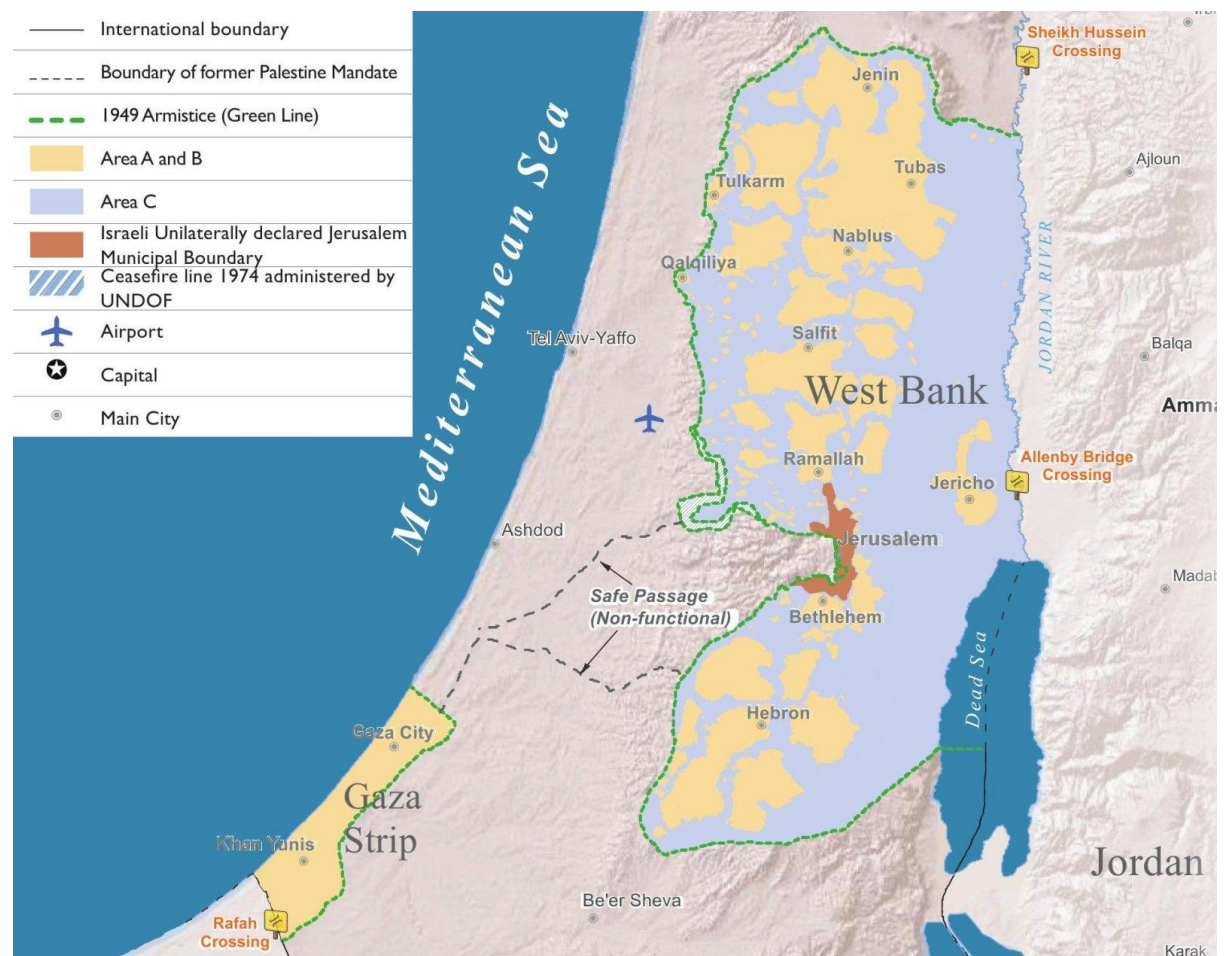 International boundary
Boundary of former Palestine Mandate
1949 Armistice (Green Line)
Area A and B
Area C
Israeli Unilaterally declared Jerusalem
Municipal Boundary
Ceasefire line 1974 administered by
UNDOF
Airport
Capital
Main City
Mediterranean Sea
Sheikh Hussein
Crossing
Jenin
Ajloun
Tubas
Tulkarm
Nablus
Qalqiliya
JORDAN RIVER
Salfit
Tel Aviv-Yaffo
Balqa
West Bank
Amma
Ramallah
Allenby Bridge
Crossing
Jericho
Ashdod
Jerusalem
Safe Passage
(Non-functional)
Madab
Bethlehem
Dead Sea
Hebron
Gaza City
Gaza
Strip
Khan Yunis
Jordan
Be'er Sheva
Rafah
Crossing
Karak